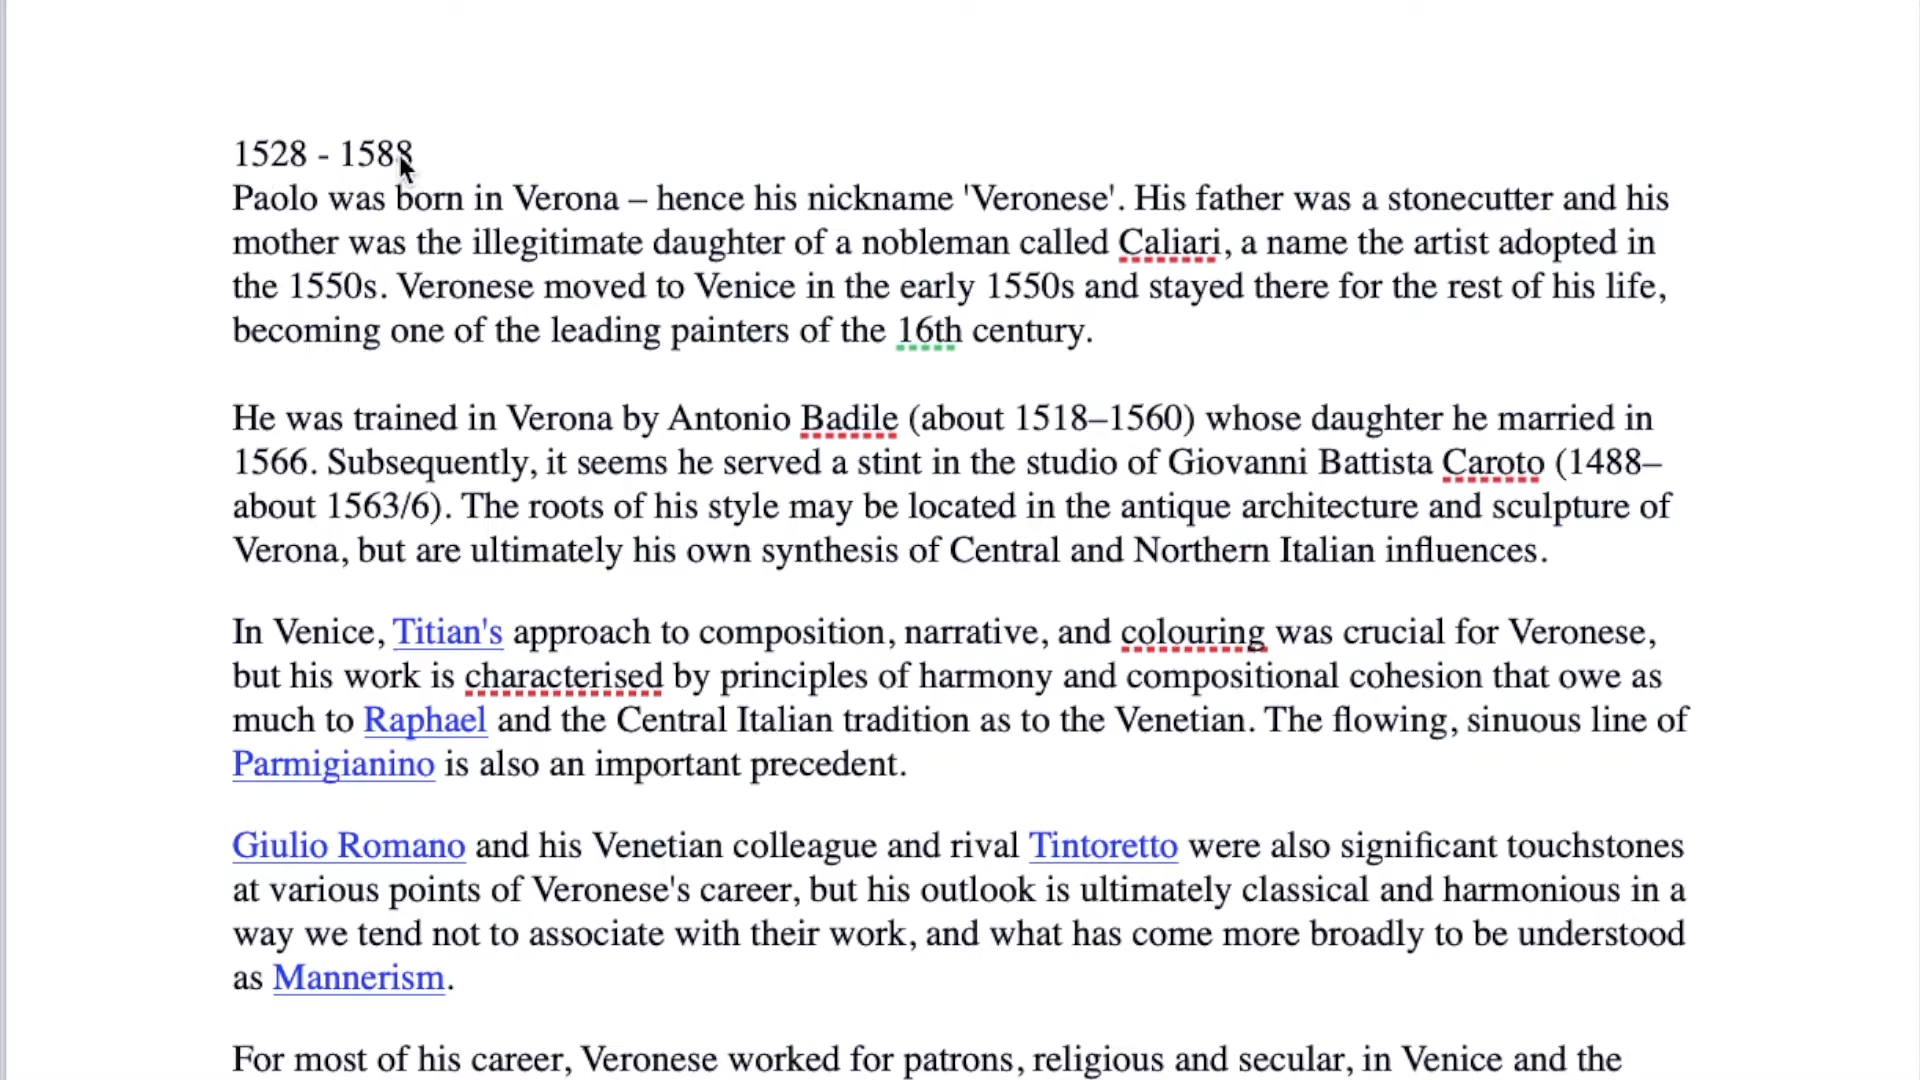 1528 - 1588
Paolo was born in Verona – hence his nickname 'Veronese'. His father was a stonecutter and his
mother was the illegitimate daughter of a nobleman called Caliari, a name the artist adopted in
the 1550s. Veronese moved to Venice in the early 1550s and stayed there for the rest of his life,
becoming one of the leading painters of the 16th century.
He was trained in Verona by Antonio Badile (about 1518–1560) whose daughter he married in
1566. Subsequently, it seems he served a stint in the studio of Giovanni Battista Caroto (1488–
about 1563/6). The roots of his style may be located in the antique architecture and sculpture of
Verona, but are ultimately his own synthesis of Central and Northern Italian influences.
In Venice, Titian's approach to composition, narrative, and colouring was crucial for Veronese,
but his work is characterised by principles of harmony and compositional cohesion that owe as
much to Raphael and the Central Italian tradition as to the Venetian. The flowing, sinuous line of
Parmigianino is also an important precedent.
Giulio Romano and his Venetian colleague and rival Tintoretto were also significant touchstones
at various points of Veronese's career, but his outlook is ultimately classical and harmonious in a
way we tend not to associate with their work, and what has come more broadly to be understood
as Mannerism.
For most of his career, Veronese worked for patrons, religious and secular, in Venice and the